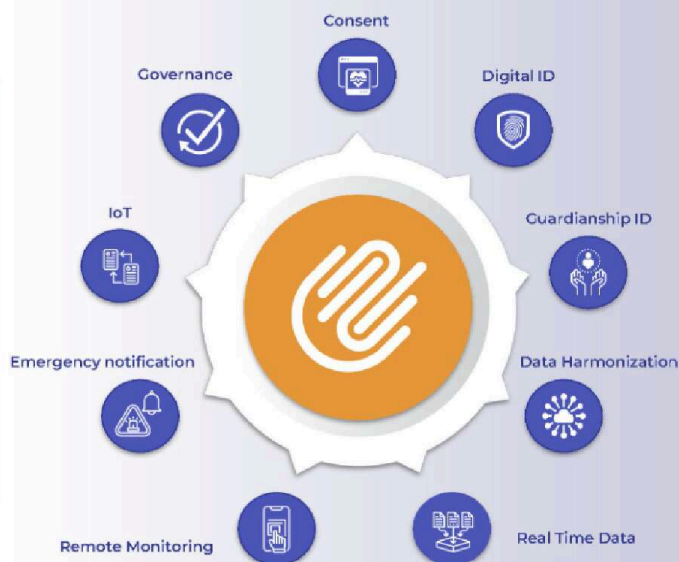 Consent
Governance
Digital ID
IoT
Guardianship ID
Emergency notification
Data Harmonization
Remote Monitoring
Real Time Data